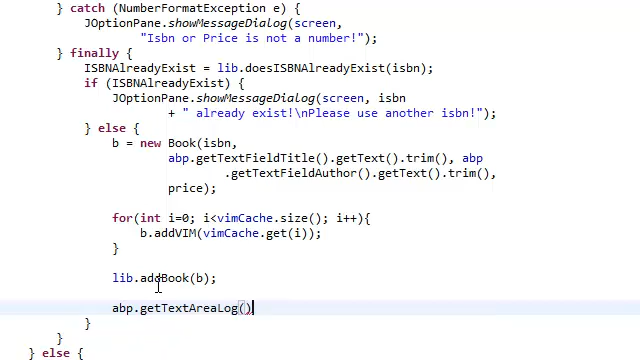 } catch (NumberFormatException e) {
JOptionPane.showMessageDialog(screen,
"Isbn or Price is not a number!");
} finally {
ISBNAlreadyExist = lib.doesISBNAlreadyExist(isbn);
if (ISBNAlreadyExist) {
JOptionPane.showMessageDialog(screen, isbn
+ " already exist!\nPlease use another isbn!");
} else {
b = new Book(isbn,
abp.getTextFieldTitle().getText().trim(), abp
.getTextFieldAuthor().getText().trim(),
price);
for(int i=0; i<vimCache.size(); i++){
b.addVIM(vimCache.get(i));
}
lib.addBook(b);
abp.getTextAreaLog()
}
}
} else {